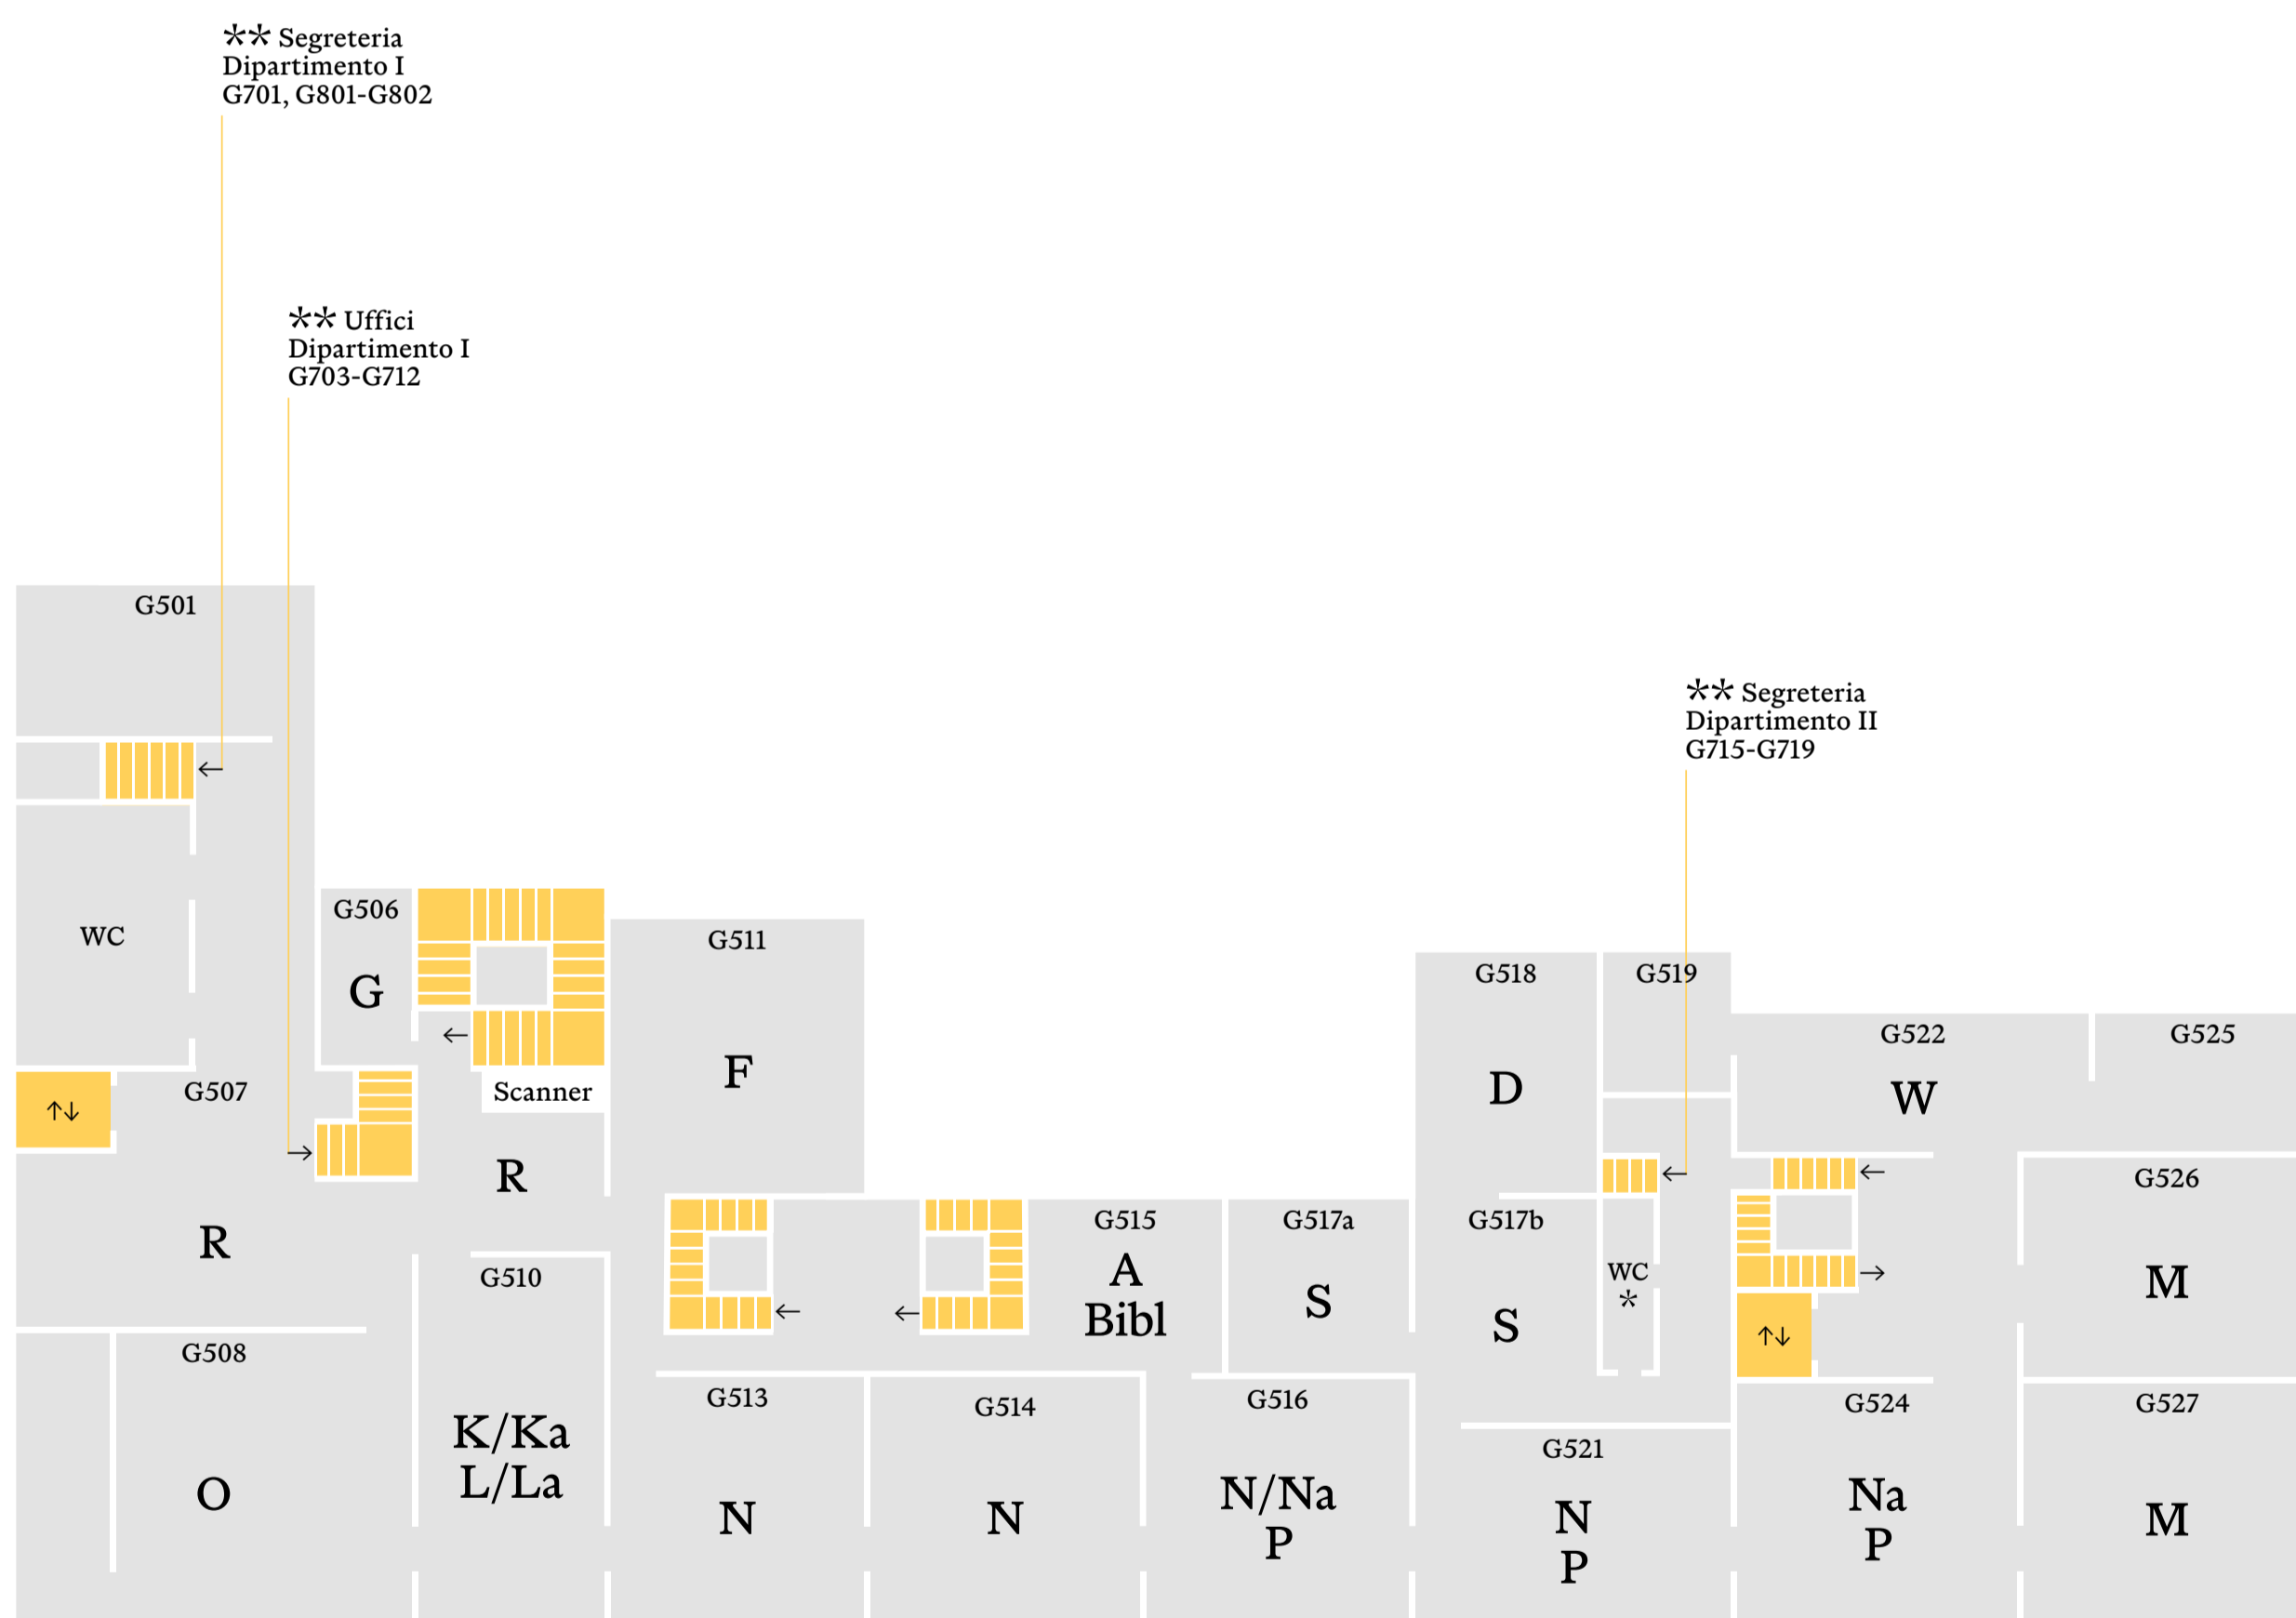 ** Segreteria
Dipartimento I
G701, G801-G802
** Uffici
Dipartimento I
G703-G712
** Segreteria
Dipartimento II
G715-G719
G501
WC
G506
G
G507
R
Scanner
R
G508
O
G510
K/Ka
L/La
G511
F
G513
N
G514
N
G515
A
Bibl
G516
N/Na
P
G517a
S
G517b
S
G518
D
G519
WC
*
G521
N
P
G522
W
G524
Na
P
G525
G526
M
G527
M